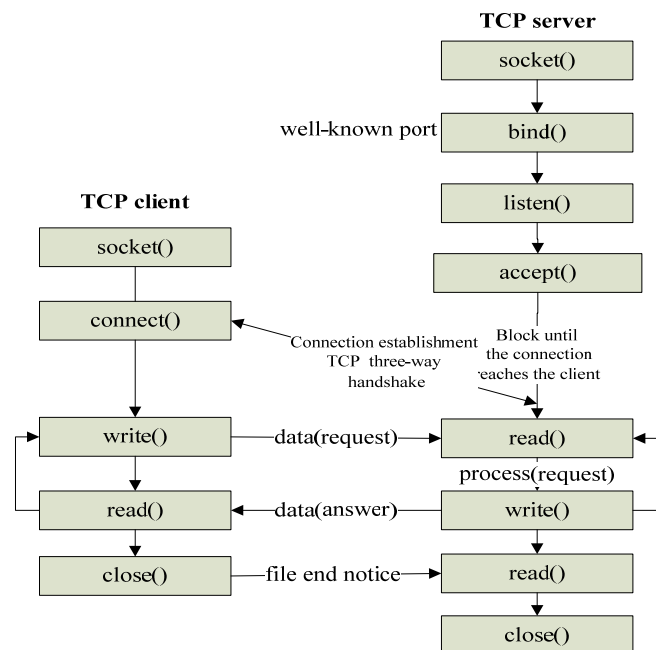 TCP server
socket()
well-known port
bind()
listen()
accept()
TCP client
socket()
connect()
Connection establishment
TCP three-way
handshake
Block until
the connection
eaches the client
write()
data(request)
read()
process(request)
read()
data(answer)
write()
close()
file end notice
read()
close()